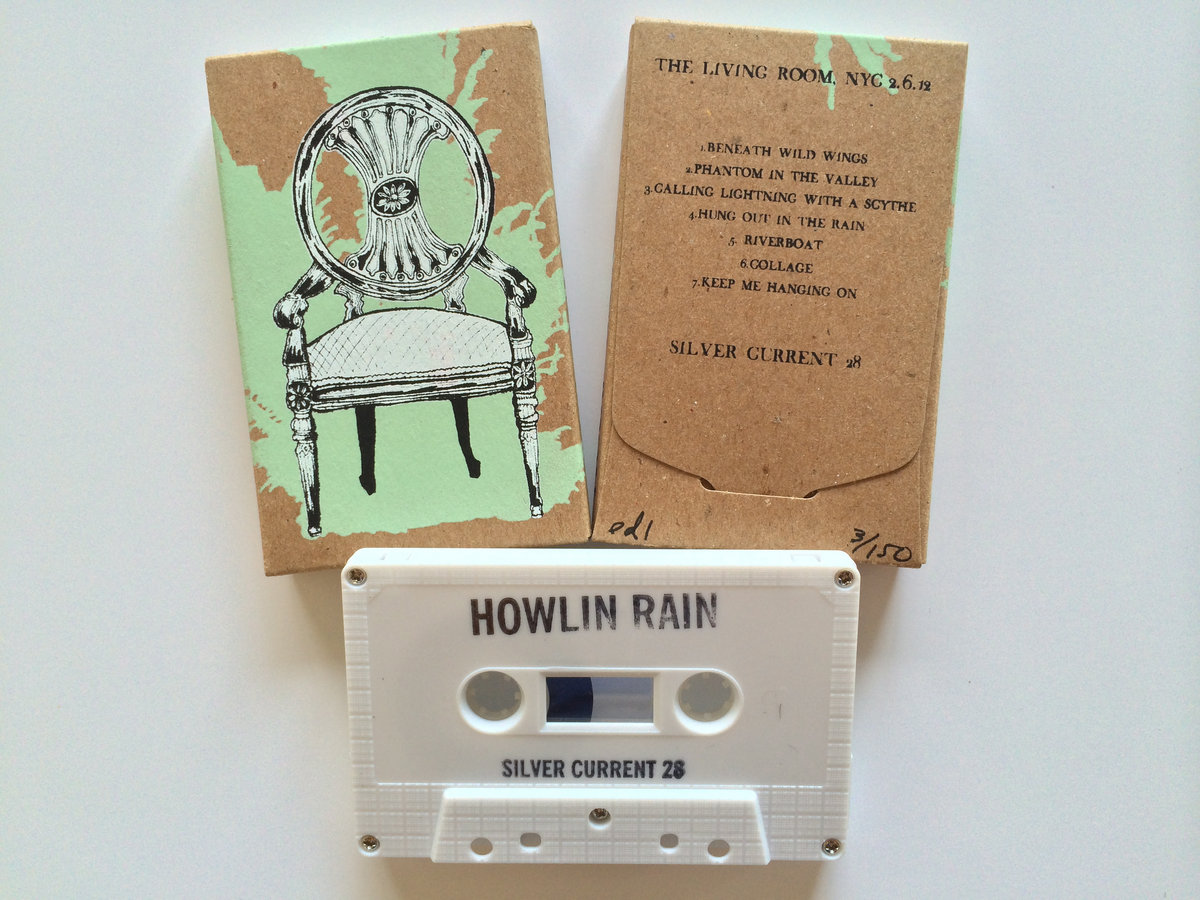 THE LIVING ROOM, NYC 2.6.12
1. BENEATH WILD WINGS
2. PHANTOM IN THE VALLEY
3. CALLING LIGHTNING WITH A SCYTHE
4. HUNG OUT IN THE RAIN
5. RIVERBOAT
6. COLLAGE
7. KEEP ME HANGING ON
SILVER CURRENT 28
ed1
3/150
HOWLIN RAIN
SILVER CURRENT 28